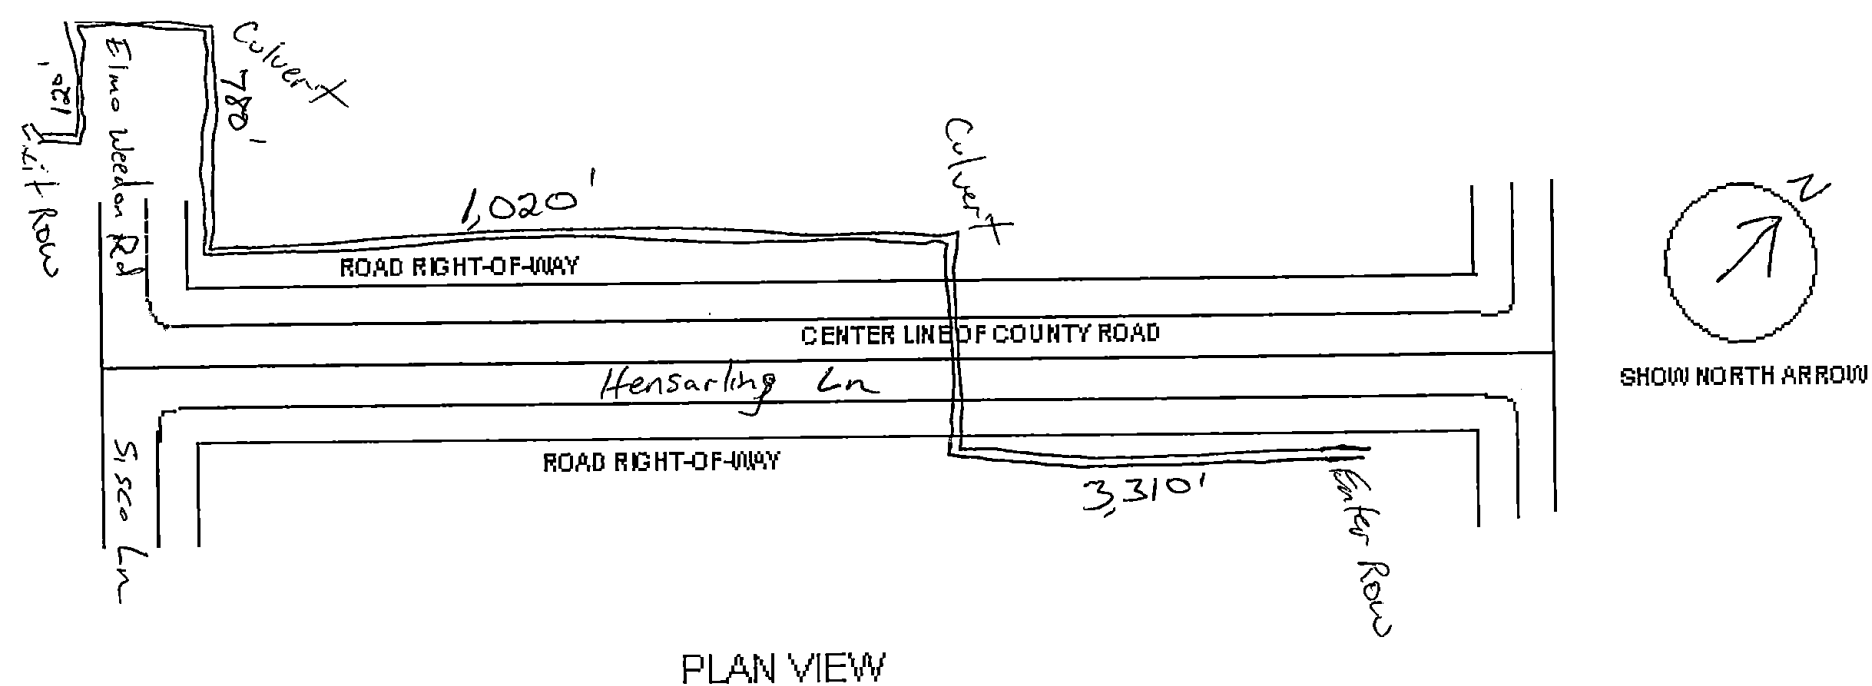 Culvert
Elmo Weedon Rd
120'
780'
Exit Row
Culvert
1,020'
N
ROAD RIGHT-OF-WAY
CENTER LINE OF COUNTY ROAD
SHOW NORTH ARROW
Hensarling Ln
Sisco Ln
ROAD RIGHT-OF-WAY
3,310'
Enter Row
PLAN VIEW